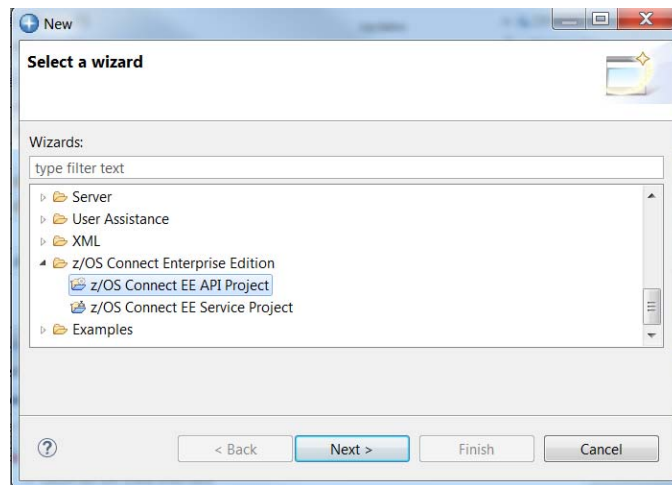 New
Select a wizard
Wizards:
type filter text
Server
User Assistance
XML
z/OS Connect Enterprise Edition
z/OS Connect EE API Project
z/OS Connect EE Service Project
Examples
?
< Back Next > Finish Cancel